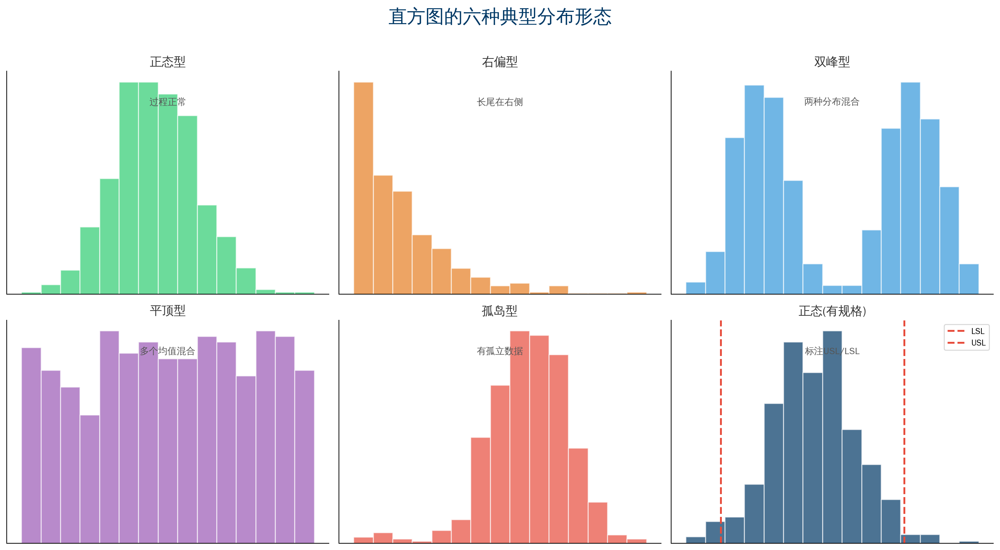 直方图的六种典型分布形态
正态型
过程正常
右偏型
长尾在右侧
双峰型
两种分布混合
平顶型
多个均值混合
孤岛型
有孤立数据
正态(有规格)
标注USL/LSL
LSL
USL